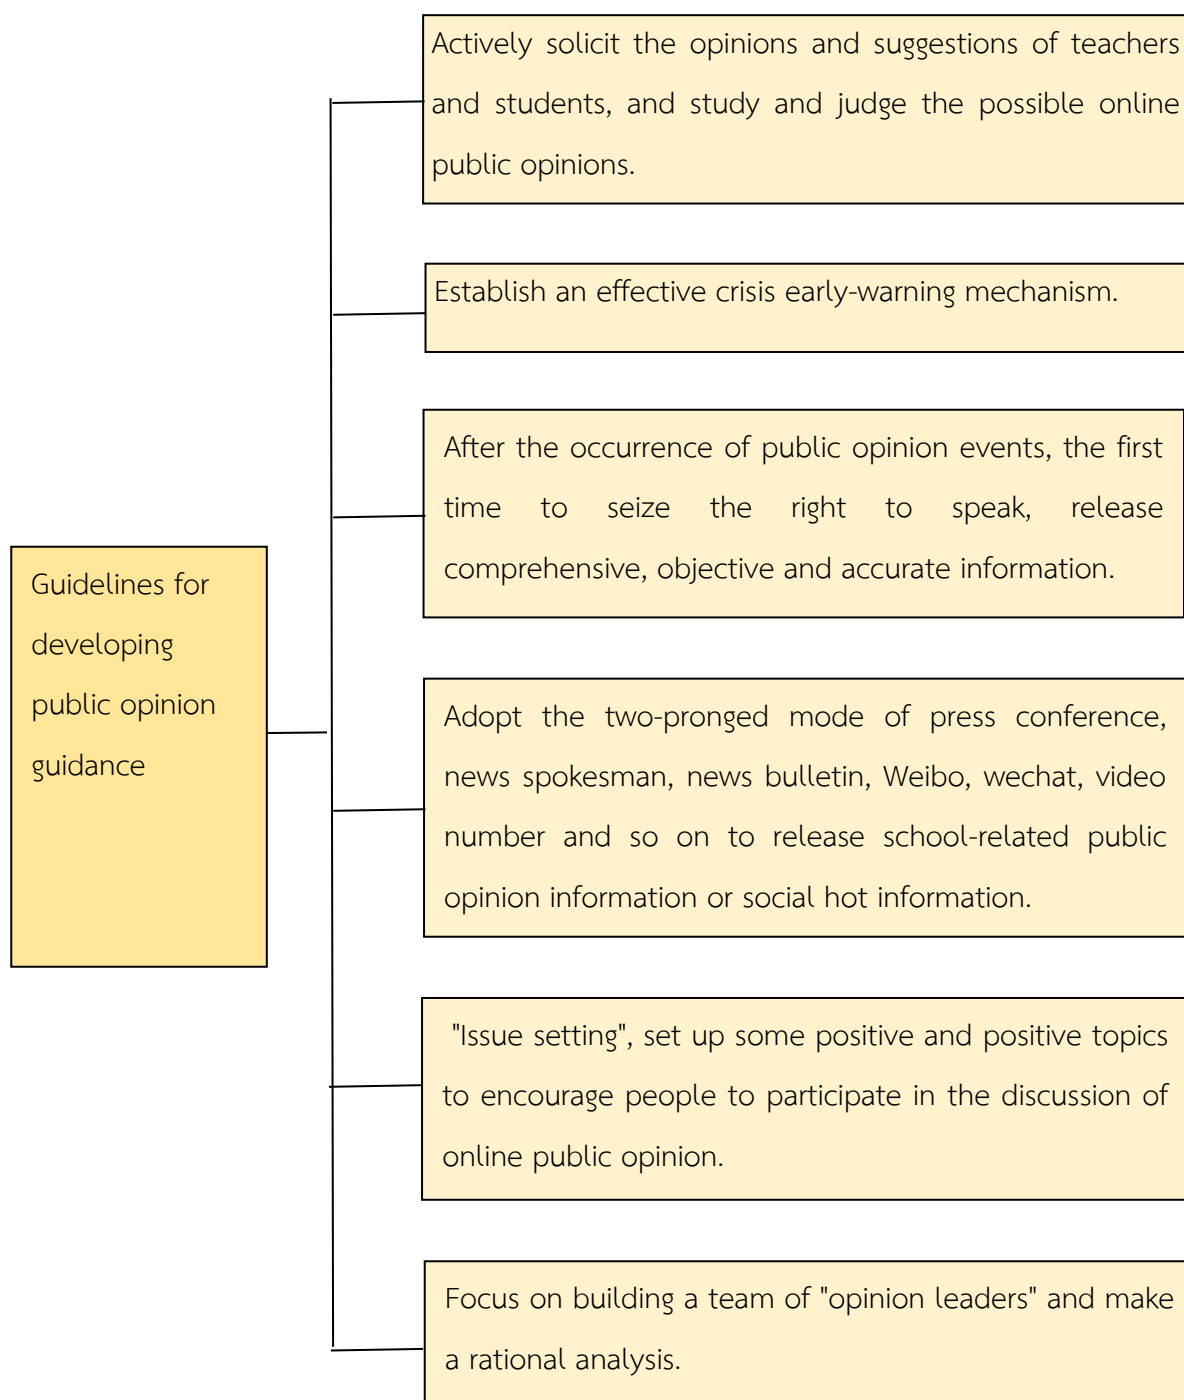 Actively solicit the opinions and suggestions of teachers
and students, and study and judge the possible online
public opinions.
Establish an effective crisis early-warning mechanism.
After the occurrence of public opinion events, the first
time to seize the right to speak, release
comprehensive, objective and accurate information.
Guidelines for
developing
public opinion
guidance
Adopt the two-pronged mode of press conference,
news spokesman, news bulletin, Weibo, wechat, video
number and so on to release school-related public
opinion information or social hot information.
"Issue setting", set up some positive and positive topics
to encourage people to participate in the discussion of
online public opinion.
Focus on building a team of "opinion leaders" and make
a rational analysis.